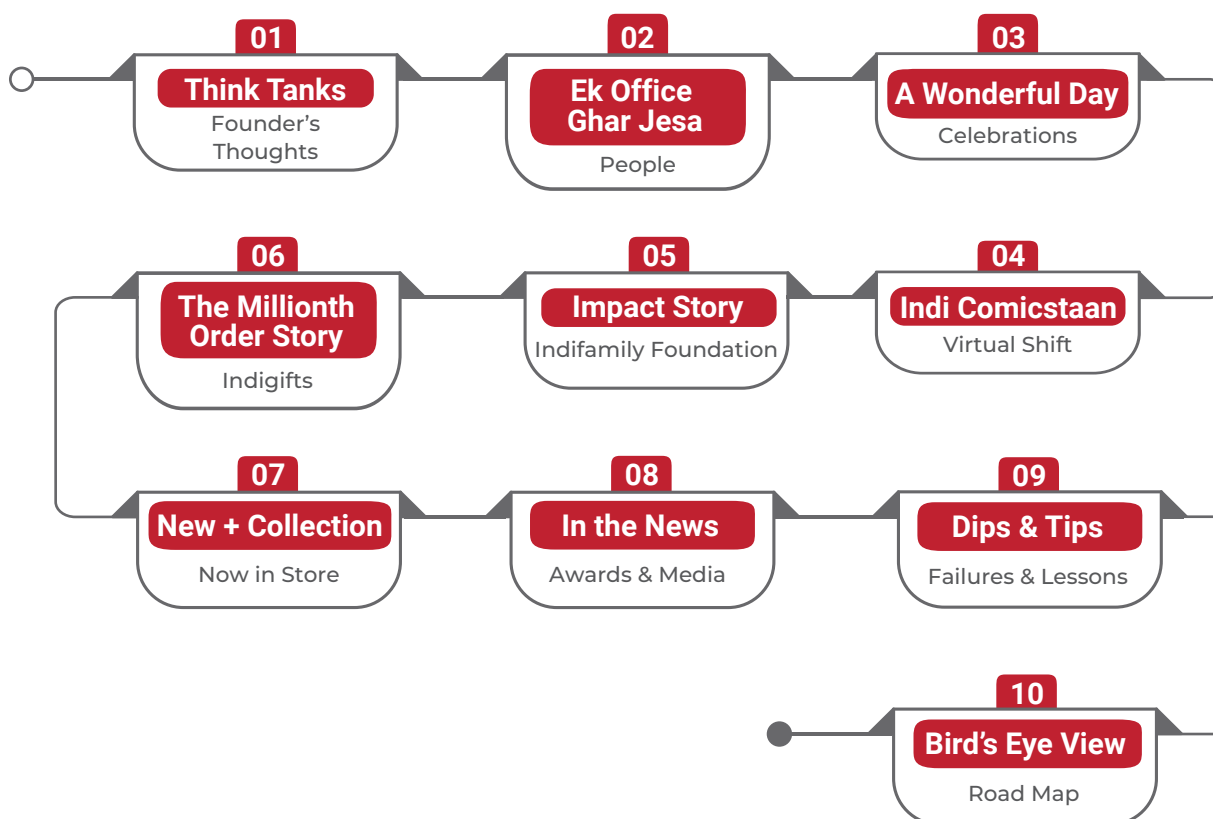 01
Think Tanks
Founder’s
Thoughts
02
Ek Office
Ghar Jesa
People
03
A Wonderful Day
Celebrations
04
Indi Comicstaan
Virtual Shift
05
Impact Story
Indifamily Foundation
06
The Millionth
Order Story
Indigifts
07
New + Collection
Now in Store
08
In the News
Awards & Media
09
Dips & Tips
Failures & Lessons
10
Bird’s Eye View
Road Map